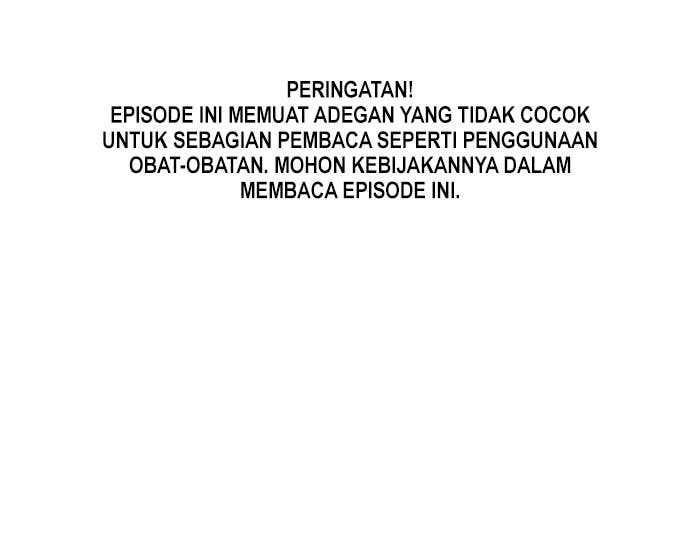 PERINGATAN!
EPISODE INI MEMUAT ADEGAN YANG TIDAK COCOK
UNTUK SEBAGIAN PEMBACA SEPERTI PENGGUNAAN
OBAT-OBATAN. MOHON KEBIJAKANNYA DALAM
MEMBACA EPISODE INI.